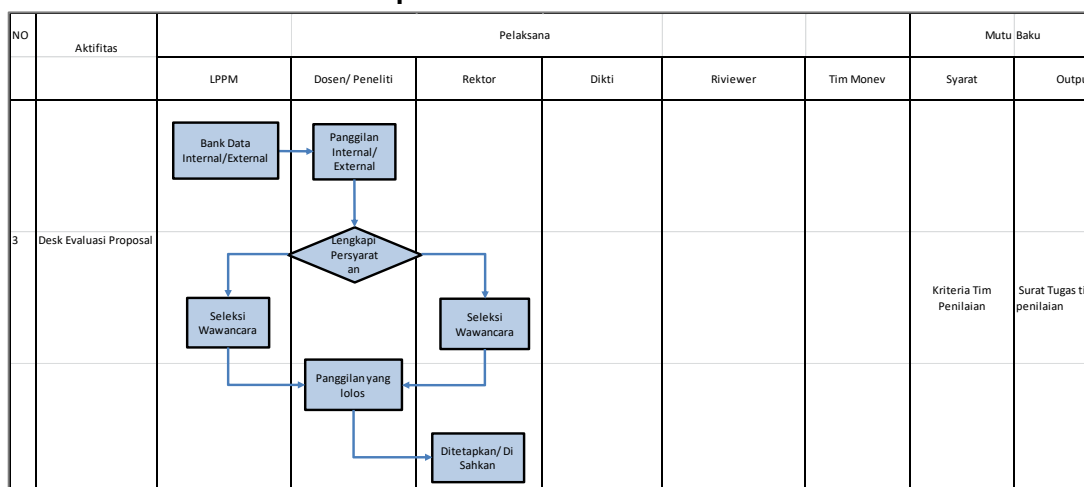 NO
Aktifitas
Pelaksana
Mutu Baku
LPPM
Dosen/ Peneliti
Rektor
Dikti
Riviewer
Tim Monev
Syarat
Bank Data
Internal/External
Panggilan
Internal/
External
3
Desk Evaluasi Proposal
Lengkapi
Persyarat
an
Kriteria Tim
Penilaian
Surat Tugas
penilaian
Seleksi
Wawancara
Seleksi
Wawancara
Panggilan yang
lolos
Ditetapkan/ Di
Sahkan